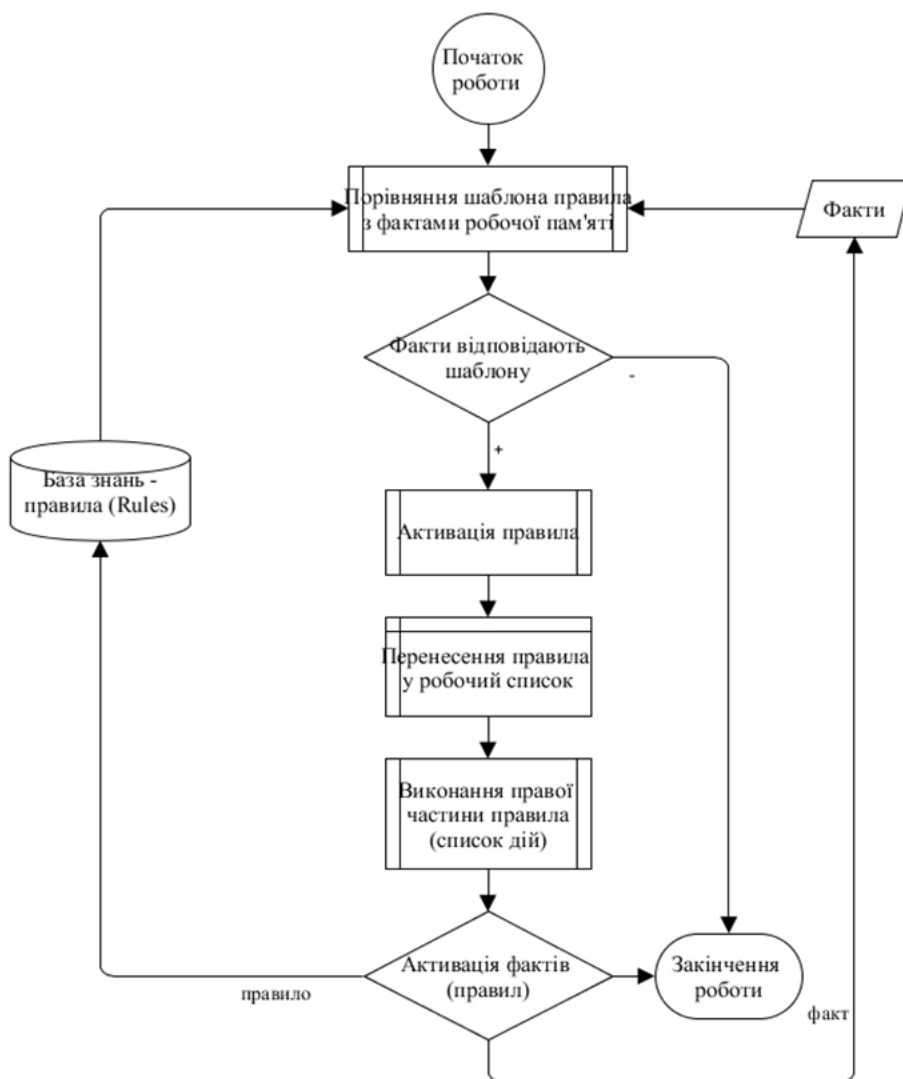 Початок
роботи
Порівняння шаблона правила
з фактами робочої пам'яті
Факти
Факти відповідають
шаблону
-
+
База знань -
правила (Rules)
Активація правила
Перенесення правила
у робочий список
Виконання правої
частини правила
(список дій)
Активація фактів
(правил)
Закінчення
роботи
правило
факт